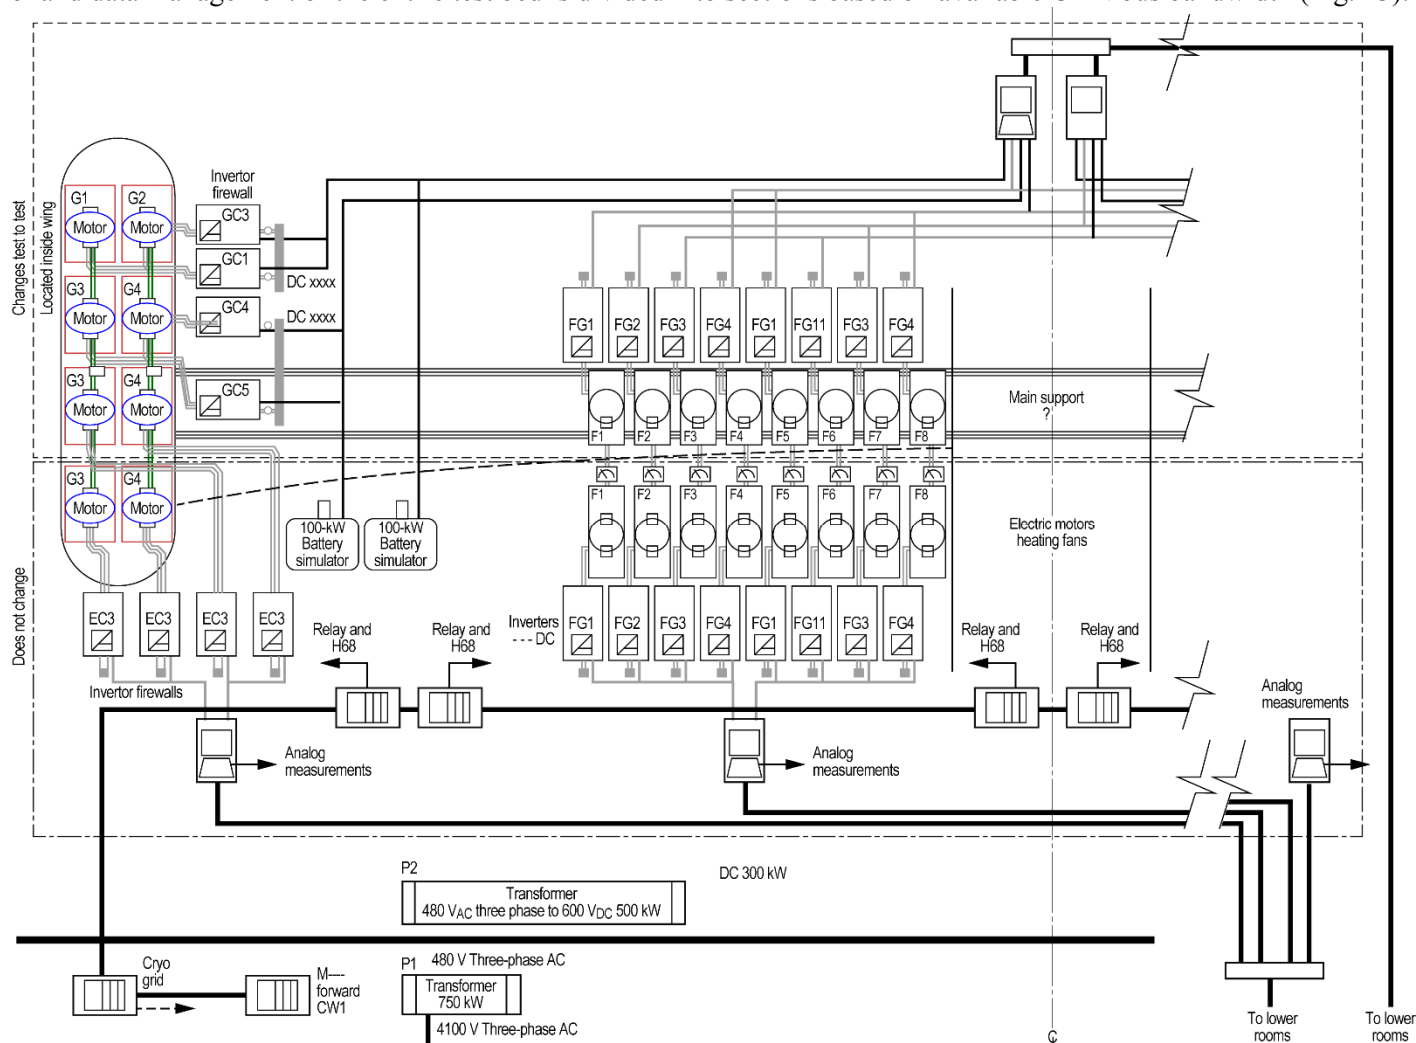 Changes test to test
Located inside wing
Does not change
G1
G2
Motor
Motor
G3
G4
Motor
Motor
G3
G4
Motor
Motor
G3
G4
Motor
Motor
Invertor
firewall
GC3
GC1
DC xxxx
GC4
DC xxxx
GC5
FG1
FG2
FG3
FG4
FG1
FG11
FG3
FG4
F1
F2
F3
F4
F5
F6
F7
F8
Main support
?
F1
F2
F3
F4
F5
F6
F7
F8
Electric motors
heating fans
100-kW
Battery
simulator
100-kW
Battery
simulator
EC3
EC3
EC3
EC3
Invertor firewalls
Relay and
H68
Relay and
H68
Inverters
--- DC
FG1
FG2
FG3
FG4
FG1
FG11
FG3
FG4
Relay and
H68
Relay and
H68
Analog
measurements
Analog
measurements
Analog
measurements
P2
Transformer
480 VAC three phase to 600 VDC 500 kW
DC 300 kW
Cryo
grid
M----
forward
CW1
P1
480 V Three-phase AC
Transformer
750 kW
4100 V Three-phase AC
℄
To lower
rooms
To lower
rooms